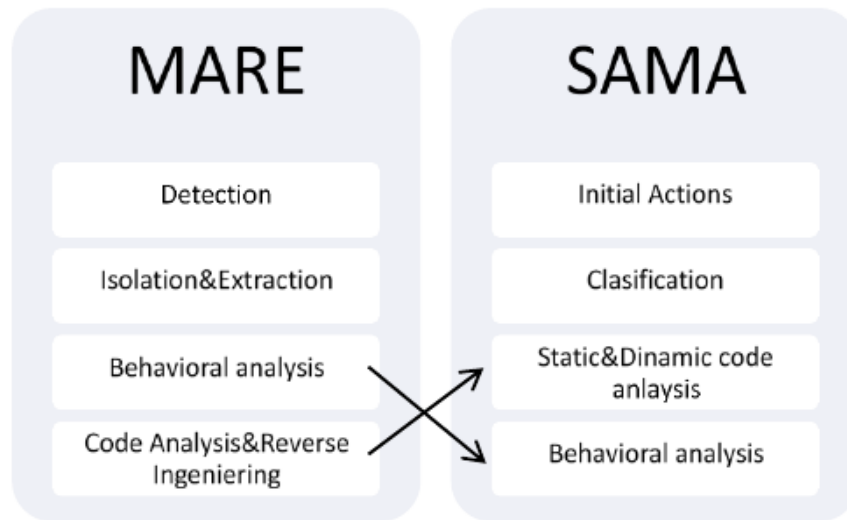 MARE
Detection
Isolation&Extraction
Behavioral analysis
Code Analysis&Reverse
Ingeniering
SAMA
Initial Actions
Clasification
Static&Dinamic code
anlaysis
Behavioral analysis